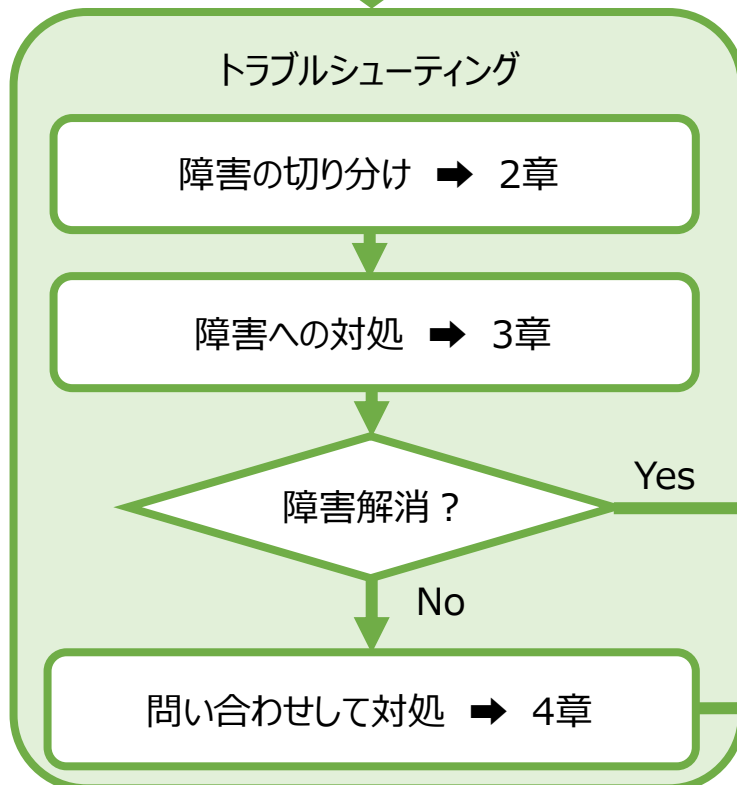 トラブルシューティング
障害の切り分け ➡ 2章
障害への対処 ➡ 3章
障害解消？
Yes
No
問い合わせして対処 ➡ 4章